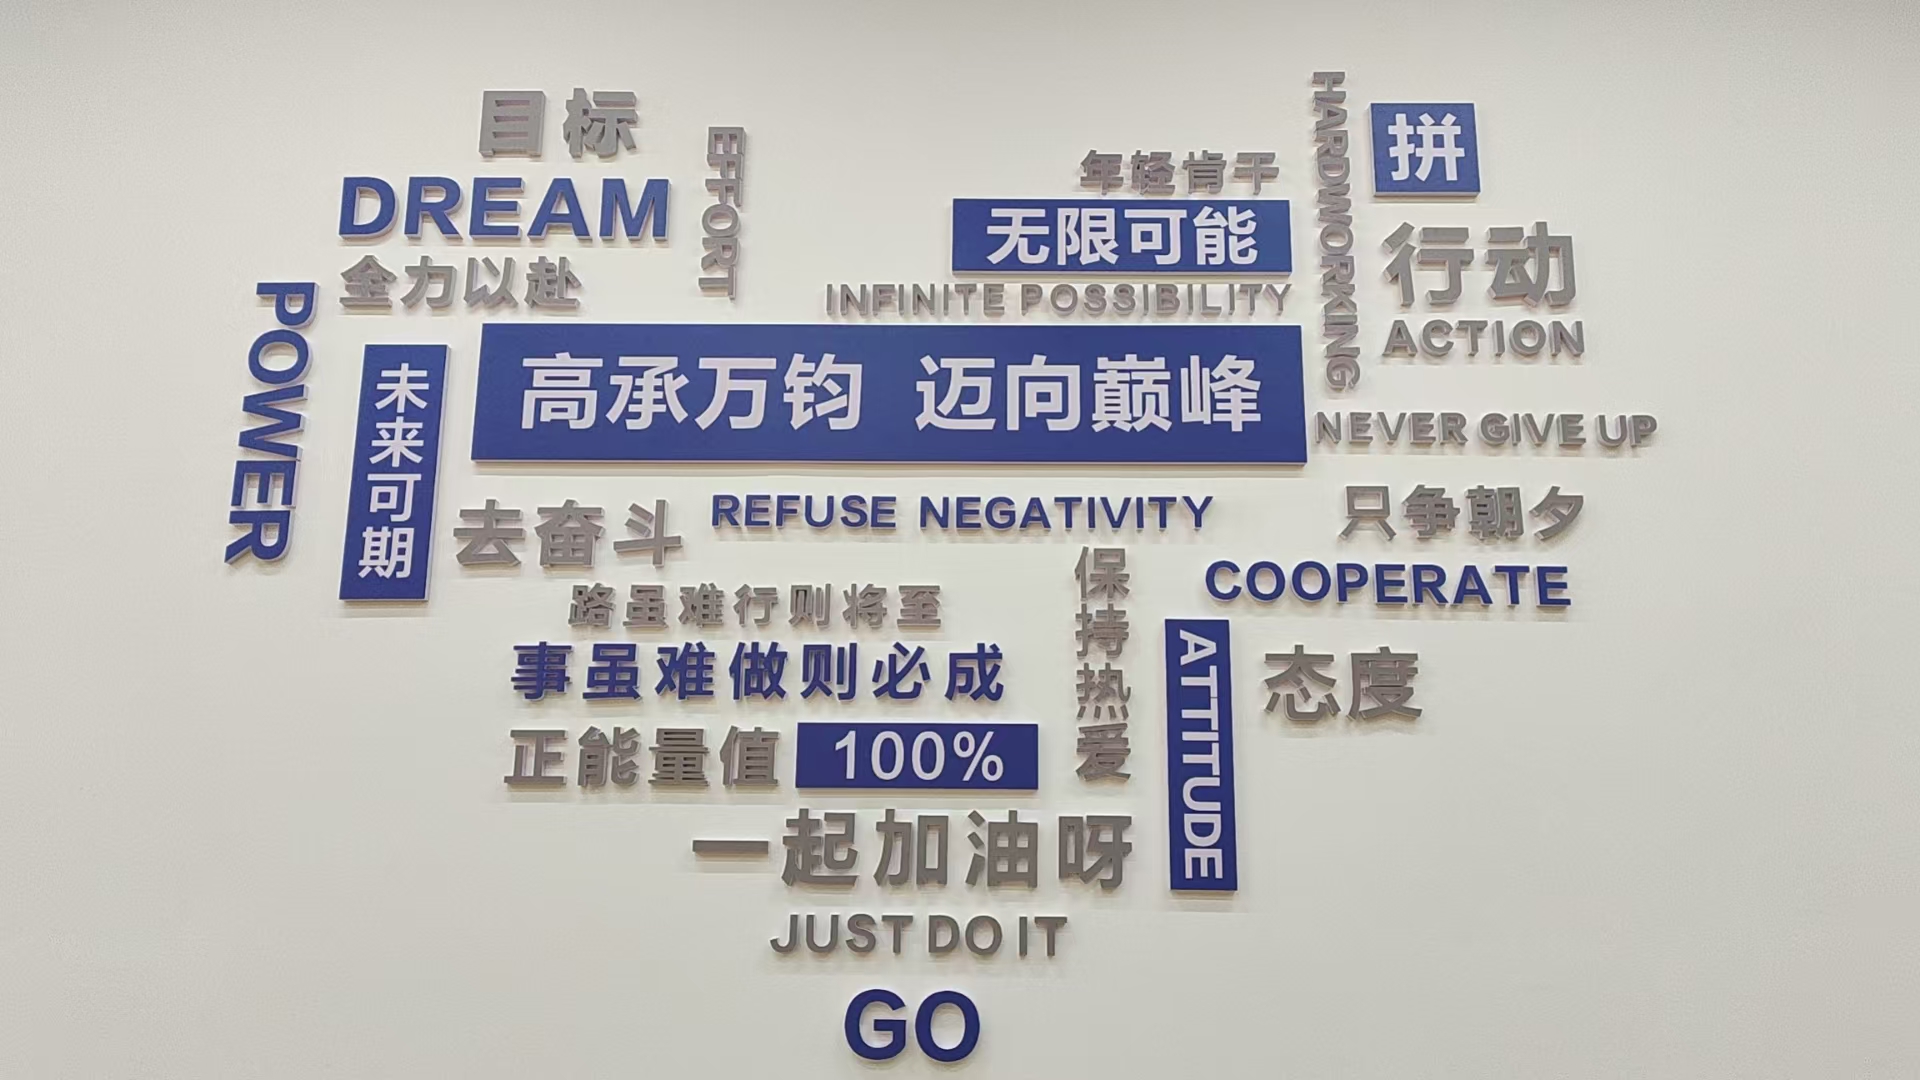 目标
DREAM
EFFORT
全力以赴
POWER
未来可期
年轻肯干
无限可能
INFINITE POSSIBILITY
HARDWORKING
拼
行动
ACTION
高承万钧 迈向巅峰
NEVER GIVE UP
去奋斗
REFUSE NEGATIVITY
只争朝夕
COOPERATE
路虽难行则将至
事虽难做则必成
保持热爱
ATTITUDE
态度
正能量值 100%
一起加油呀
JUST DO IT
GO